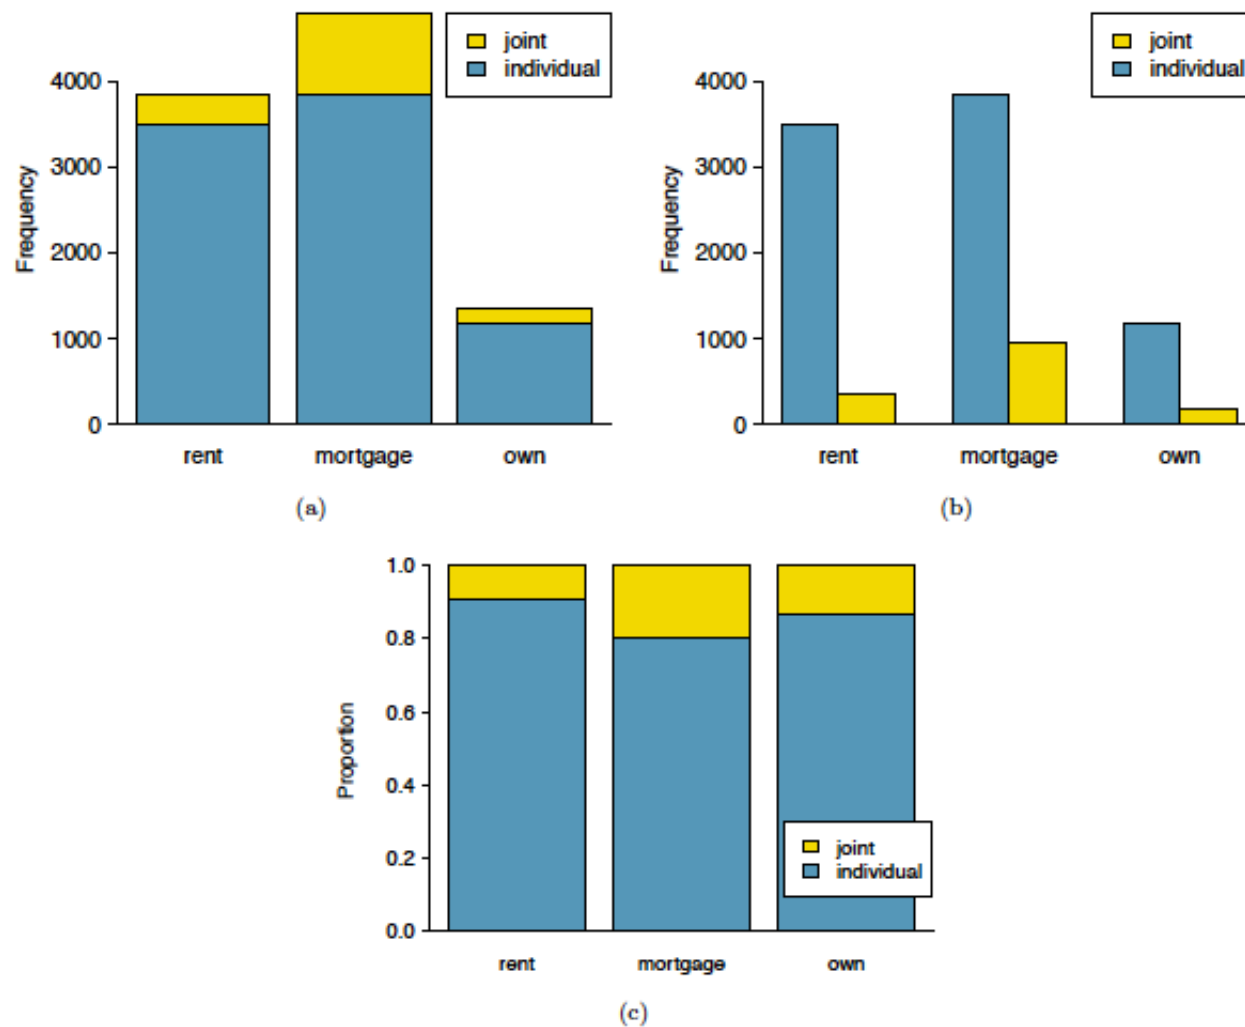 joint
individual
4000
3000
2000
1000
0
Frequency
rent mortgage own
(a)
joint
individual
4000
3000
2000
1000
0
Frequency
rent mortgage own
(b)
1.0
0.8
0.6
0.4
0.2
0.0
Proportion
joint
individual
rent mortgage own
(c)